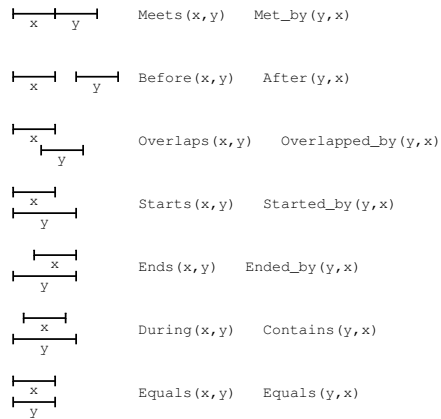 x y Meets(x,y) Met_by(y,x)
x y Before(x,y) After(y,x)
x
y
Overlaps(x,y) Overlapped_by(y,x)
x
y
Starts(x,y) Started_by(y,x)
x
y
Ends(x,y) Ended_by(y,x)
x
y
During(x,y) Contains(y,x)
x
y
Equals(x,y) Equals(y,x)